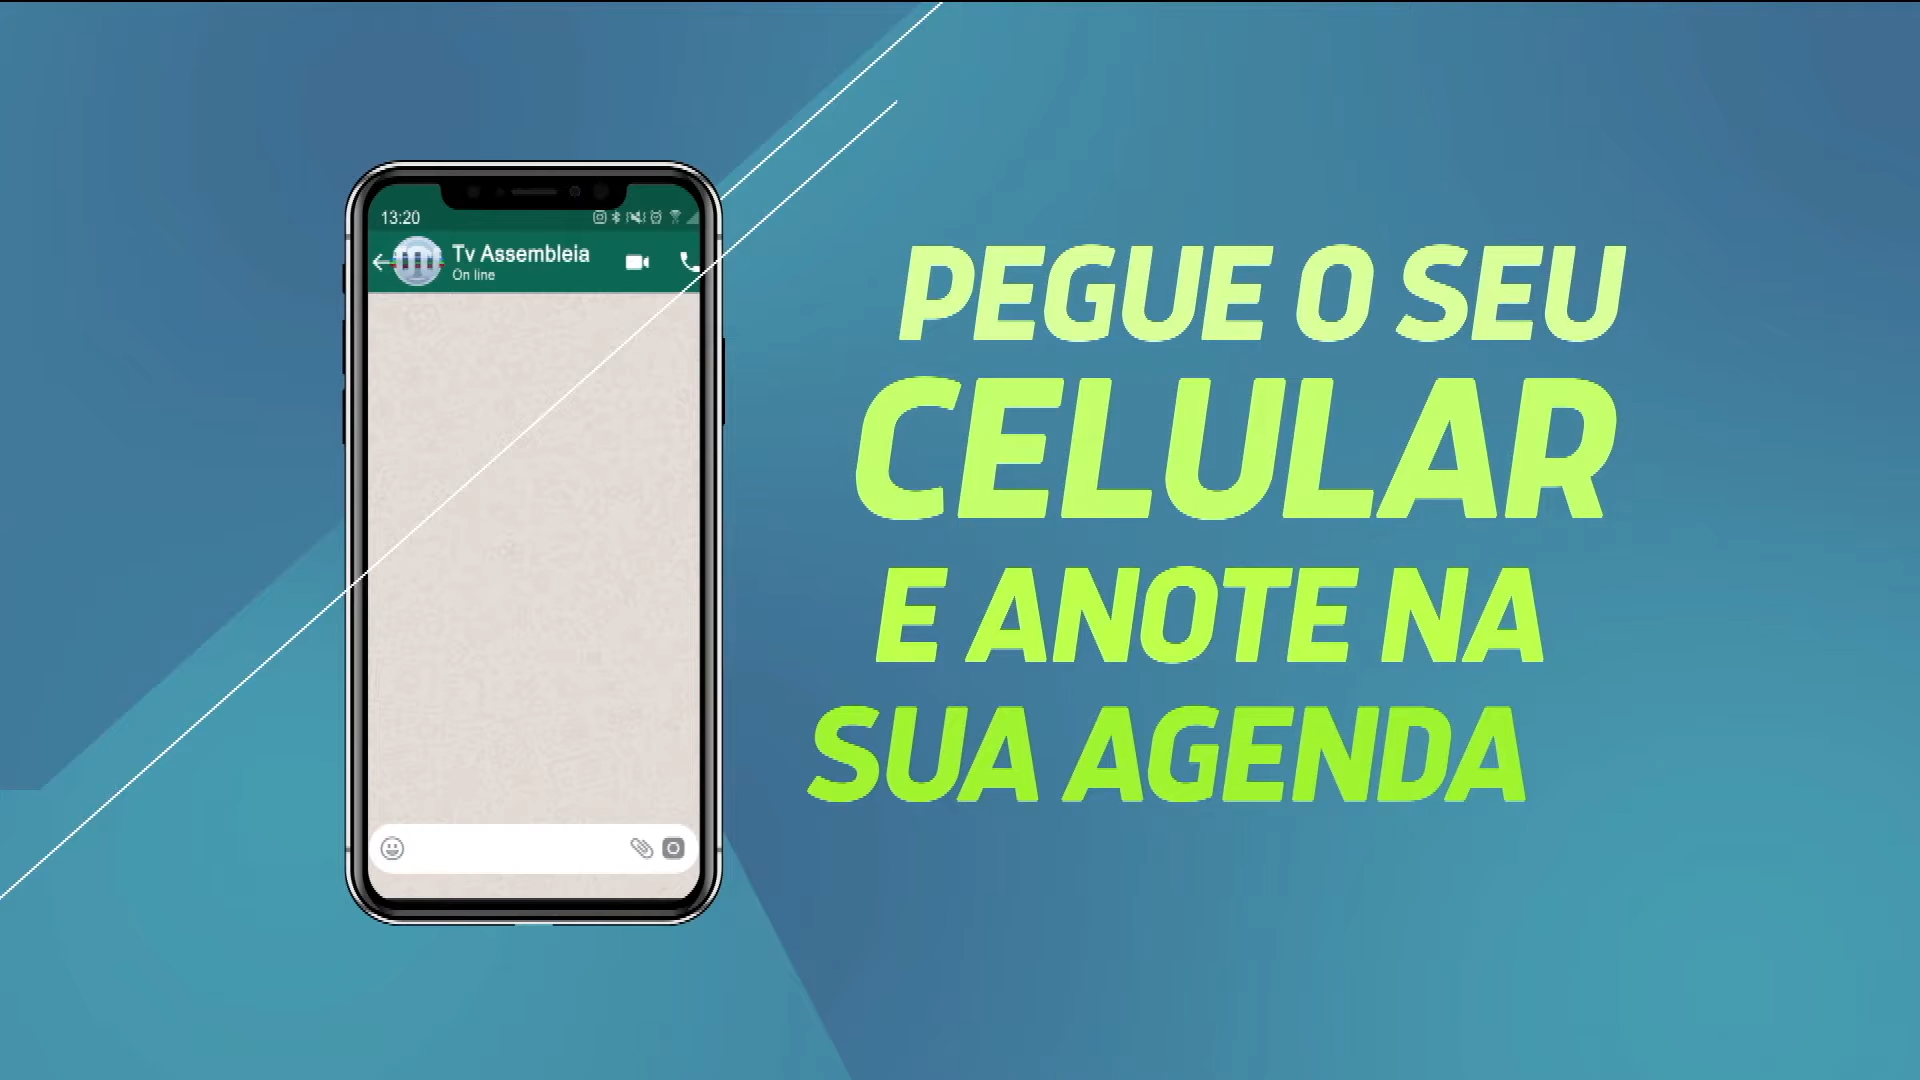 13:20
Tv Assembleia
On line
PEGUE O SEU
CELULAR
E ANOTE NA
SUA AGENDA